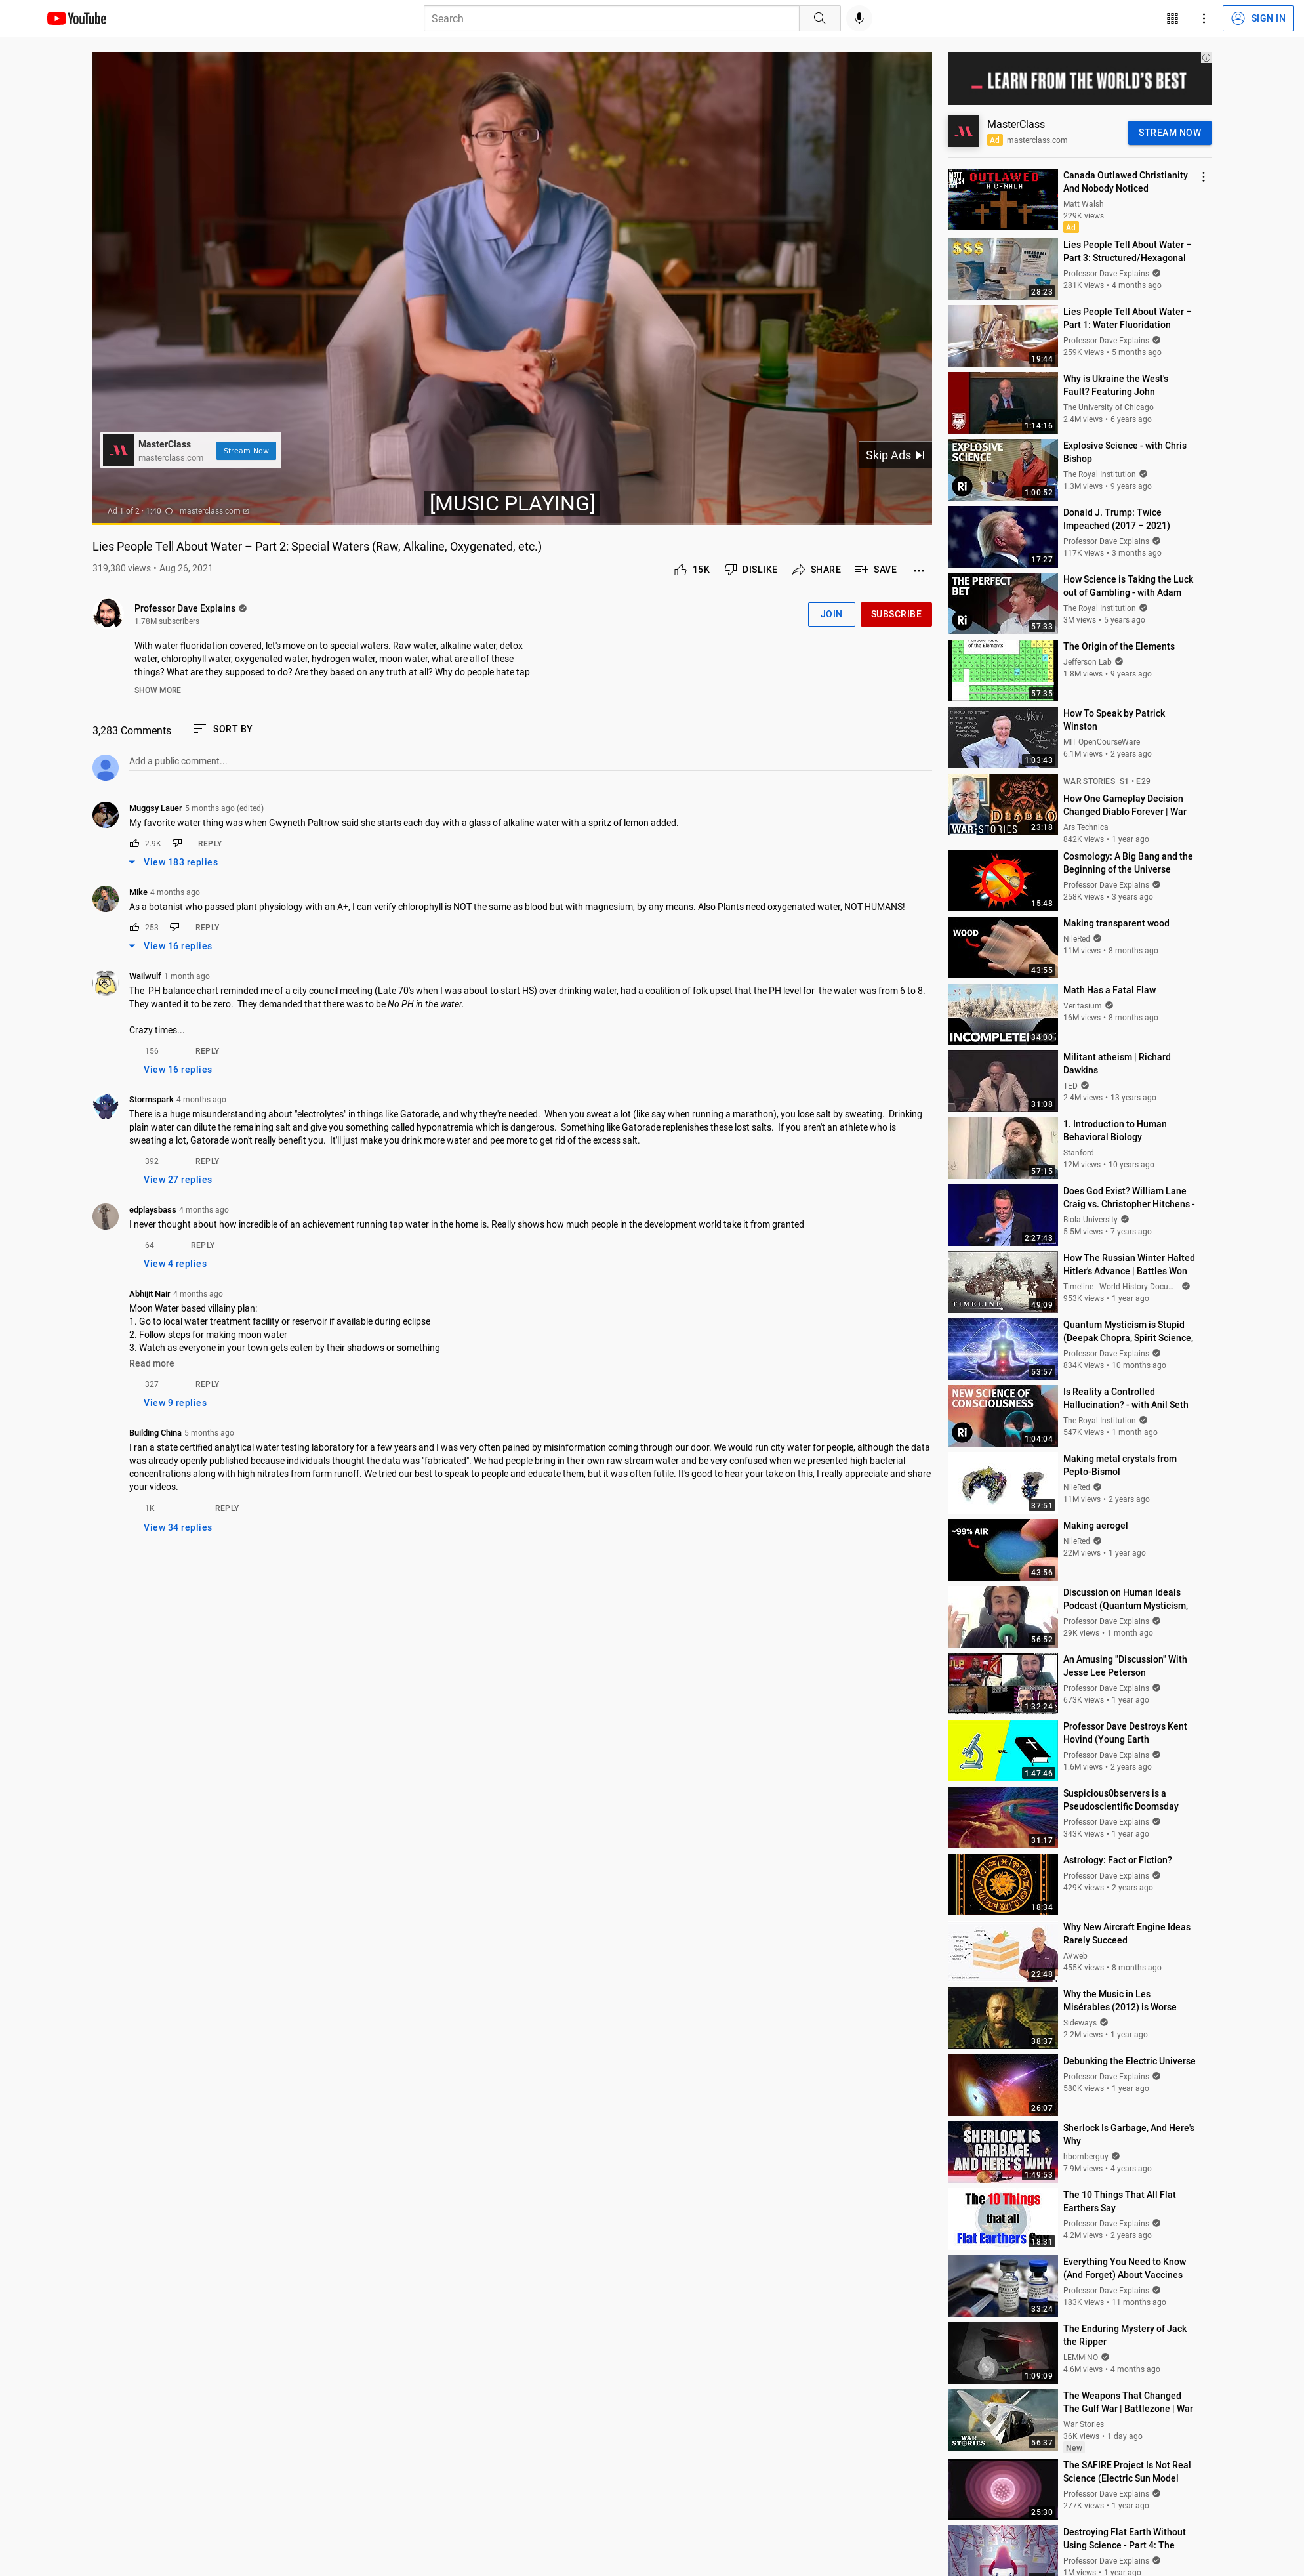 YouTube
Search
SIGN IN
MasterClass
masterclass.com
Stream Now
Skip Ads
[MUSIC PLAYING]
Ad 1 of 2 · 1:40
masterclass.com
Lies People Tell About Water – Part 2: Special Waters (Raw, Alkaline, Oxygenated, etc.)
319,380 views • Aug 26, 2021
15K
DISLIKE
SHARE
SAVE
Professor Dave Explains
1.78M subscribers
JOIN
SUBSCRIBE
With water fluoridation covered, let's move on to special waters. Raw water, alkaline water, detox
water, chlorophyll water, oxygenated water, hydrogen water, moon water, what are all of these
things? What are they supposed to do? Are they based on any truth at all? Why do people hate tap
SHOW MORE
3,283 Comments
SORT BY
Add a public comment...
Muggsy Lauer 5 months ago (edited)
My favorite water thing was when Gwyneth Paltrow said she starts each day with a glass of alkaline water with a spritz of lemon added.
2.9K
REPLY
View 183 replies
Mike 4 months ago
As a botanist who passed plant physiology with an A+, I can verify chlorophyll is NOT the same as blood but with magnesium, by any means. Also Plants need oxygenated water, NOT HUMANS!
253
REPLY
View 16 replies
Wailwulf 1 month ago
The PH balance chart reminded me of a city council meeting (Late 70's when I was about to start HS) over drinking water, had a coalition of folk upset that the PH level for the water was from 6 to 8.
They wanted it to be zero. They demanded that there was to be No PH in the water.
Crazy times...
156
REPLY
View 16 replies
Stormspark 4 months ago
There is a huge misunderstanding about "electrolytes" in things like Gatorade, and why they're needed. When you sweat a lot (like say when running a marathon), you lose salt by sweating. Drinking
plain water can dilute the remaining salt and give you something called hyponatremia which is dangerous. Something like Gatorade replenishes these lost salts. If you aren't an athlete who is
sweating a lot, Gatorade won't really benefit you. It'll just make you drink more water and pee more to get rid of the excess salt.
392
REPLY
View 27 replies
edplaysbass 4 months ago
I never thought about how incredible of an achievement running tap water in the home is. Really shows how much people in the development world take it from granted
64
REPLY
View 4 replies
Abhijit Nair 4 months ago
Moon Water based villainy plan:
1. Go to local water treatment facility or reservoir if available during eclipse
2. Follow steps for making moon water
3. Watch as everyone in your town gets eaten by their shadows or something
Read more
327
REPLY
View 9 replies
Building China 5 months ago
I ran a state certified analytical water testing laboratory for a few years and I was very often pained by misinformation coming through our door. We would run city water for people, although the data
was already openly published because individuals thought the data was "fabricated". We had people bring in their own raw stream water and be very confused when we presented high bacterial
concentrations along with high nitrates from farm runoff. We tried our best to speak to people and educate them, but it was often futile. It's good to hear your take on this, I really appreciate and share
your videos.
1K
REPLY
View 34 replies
LEARN FROM THE WORLD'S BEST
MasterClass
Ad masterclass.com
STREAM NOW
MATT WALSH
OUTLAWED
IN CANADA
Canada Outlawed Christianity
And Nobody Noticed
Matt Walsh
229K views
Ad
$$$
28:23
Lies People Tell About Water –
Part 3: Structured/Hexagonal
Professor Dave Explains
281K views • 4 months ago
19:44
Lies People Tell About Water –
Part 1: Water Fluoridation
Professor Dave Explains
259K views • 5 months ago
1:14:16
Why is Ukraine the West's
Fault? Featuring John
The University of Chicago
2.4M views • 6 years ago
EXPLOSIVE
SCIENCE
Ri
1:00:52
Explosive Science - with Chris
Bishop
The Royal Institution
1.3M views • 9 years ago
17:27
Donald J. Trump: Twice
Impeached (2017 – 2021)
Professor Dave Explains
117K views • 3 months ago
THE PERFECT
BET
Ri
57:33
How Science is Taking the Luck
out of Gambling - with Adam
The Royal Institution
3M views • 5 years ago
of the Elements
57:35
The Origin of the Elements
Jefferson Lab
1.8M views • 9 years ago
1:03:43
How To Speak by Patrick
Winston
MIT OpenCourseWare
6.1M views • 2 years ago
DIABLO
WAR STORIES
23:18
WAR STORIES S1 • E29
How One Gameplay Decision
Changed Diablo Forever | War
Ars Technica
842K views • 1 year ago
15:48
Cosmology: A Big Bang and the
Beginning of the Universe
Professor Dave Explains
258K views • 3 years ago
WOOD
43:55
Making transparent wood
NileRed
11M views • 8 months ago
INCOMPLETE
34:00
Math Has a Fatal Flaw
Veritasium
16M views • 8 months ago
31:08
Militant atheism | Richard
Dawkins
TED
2.4M views • 13 years ago
57:15
1. Introduction to Human
Behavioral Biology
Stanford
12M views • 10 years ago
2:27:43
Does God Exist? William Lane
Craig vs. Christopher Hitchens -
Biola University
5.5M views • 7 years ago
TIMELINE
49:09
How The Russian Winter Halted
Hitler's Advance | Battles Won
Timeline - World History Docu...
953K views • 1 year ago
53:57
Quantum Mysticism is Stupid
(Deepak Chopra, Spirit Science,
Professor Dave Explains
834K views • 10 months ago
NEW SCIENCE OF
CONSCIOUSNESS
Ri
1:04:04
Is Reality a Controlled
Hallucination? - with Anil Seth
The Royal Institution
547K views • 1 month ago
37:51
Making metal crystals from
Pepto-Bismol
NileRed
11M views • 2 years ago
~99% AIR
43:56
Making aerogel
NileRed
22M views • 1 year ago
56:52
Discussion on Human Ideals
Podcast (Quantum Mysticism,
Professor Dave Explains
29K views • 1 month ago
JLP
1:32:24
An Amusing "Discussion" With
Jesse Lee Peterson
Professor Dave Explains
673K views • 1 year ago
vs.
1:47:46
Professor Dave Destroys Kent
Hovind (Young Earth
Professor Dave Explains
1.6M views • 2 years ago
31:17
Suspicious0bservers is a
Pseudoscientific Doomsday
Professor Dave Explains
343K views • 1 year ago
18:34
Astrology: Fact or Fiction?
Professor Dave Explains
429K views • 2 years ago
22:48
Why New Aircraft Engine Ideas
Rarely Succeed
AVweb
455K views • 8 months ago
38:37
Why the Music in Les
Misérables (2012) is Worse
Sideways
2.2M views • 1 year ago
26:07
Debunking the Electric Universe
Professor Dave Explains
580K views • 1 year ago
SHERLOCK IS
GARBAGE,
AND HERE'S WHY
1:49:53
Sherlock Is Garbage, And Here's
Why
hbomberguy
7.9M views • 4 years ago
The 10 Things
that all
Flat Earthers Say
18:31
The 10 Things That All Flat
Earthers Say
Professor Dave Explains
4.2M views • 2 years ago
33:24
Everything You Need to Know
(And Forget) About Vaccines
Professor Dave Explains
183K views • 11 months ago
1:09:09
The Enduring Mystery of Jack
the Ripper
LEMMiNO
4.6M views • 4 months ago
WAR
STORIES
56:37
The Weapons That Changed
The Gulf War | Battlezone | War
War Stories
36K views • 1 day ago
New
25:30
The SAFIRE Project Is Not Real
Science (Electric Sun Model
Professor Dave Explains
277K views • 1 year ago
Destroying Flat Earth Without
Using Science - Part 4: The
Professor Dave Explains
1M views • 1 year ago